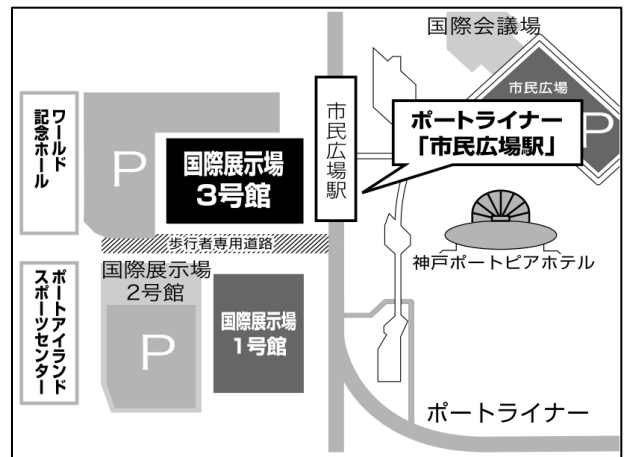 国際会議場
市民広場
P
ポートライナー
「市民広場駅」
市民広場駅
ワールド
記念ホール
P
国際展示場
3号館
神戸ポートピアホテル
歩行者専用道路
ポートアイランド
スポーツセンター
国際展示場
2号館
P
国際展示場
1号館
ポートライナー